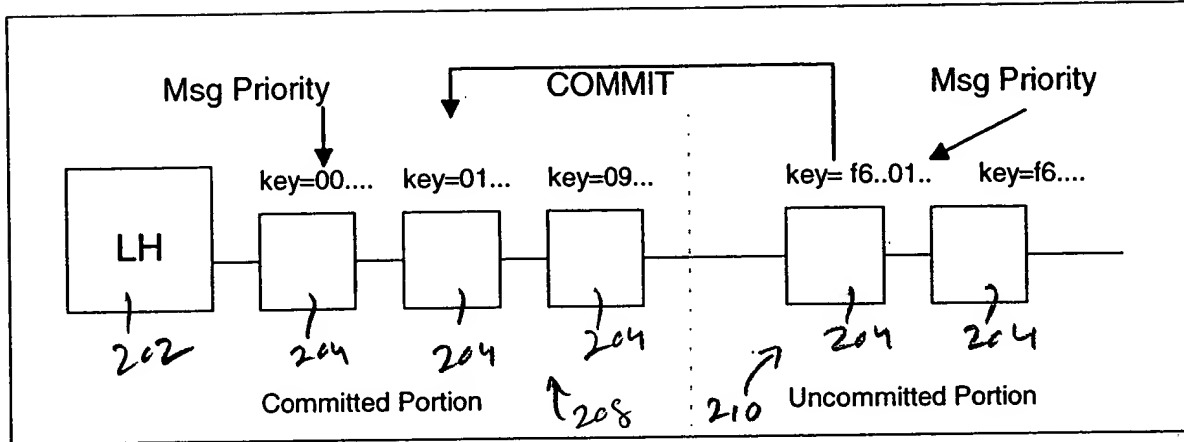 COMMIT
Msg Priority
Msg Priority
key=00.... key=01... key=09... key= f6..01.. key=f6....
LH
202 204 204 204 204 204
Committed Portion 208 210 Uncommitted Portion